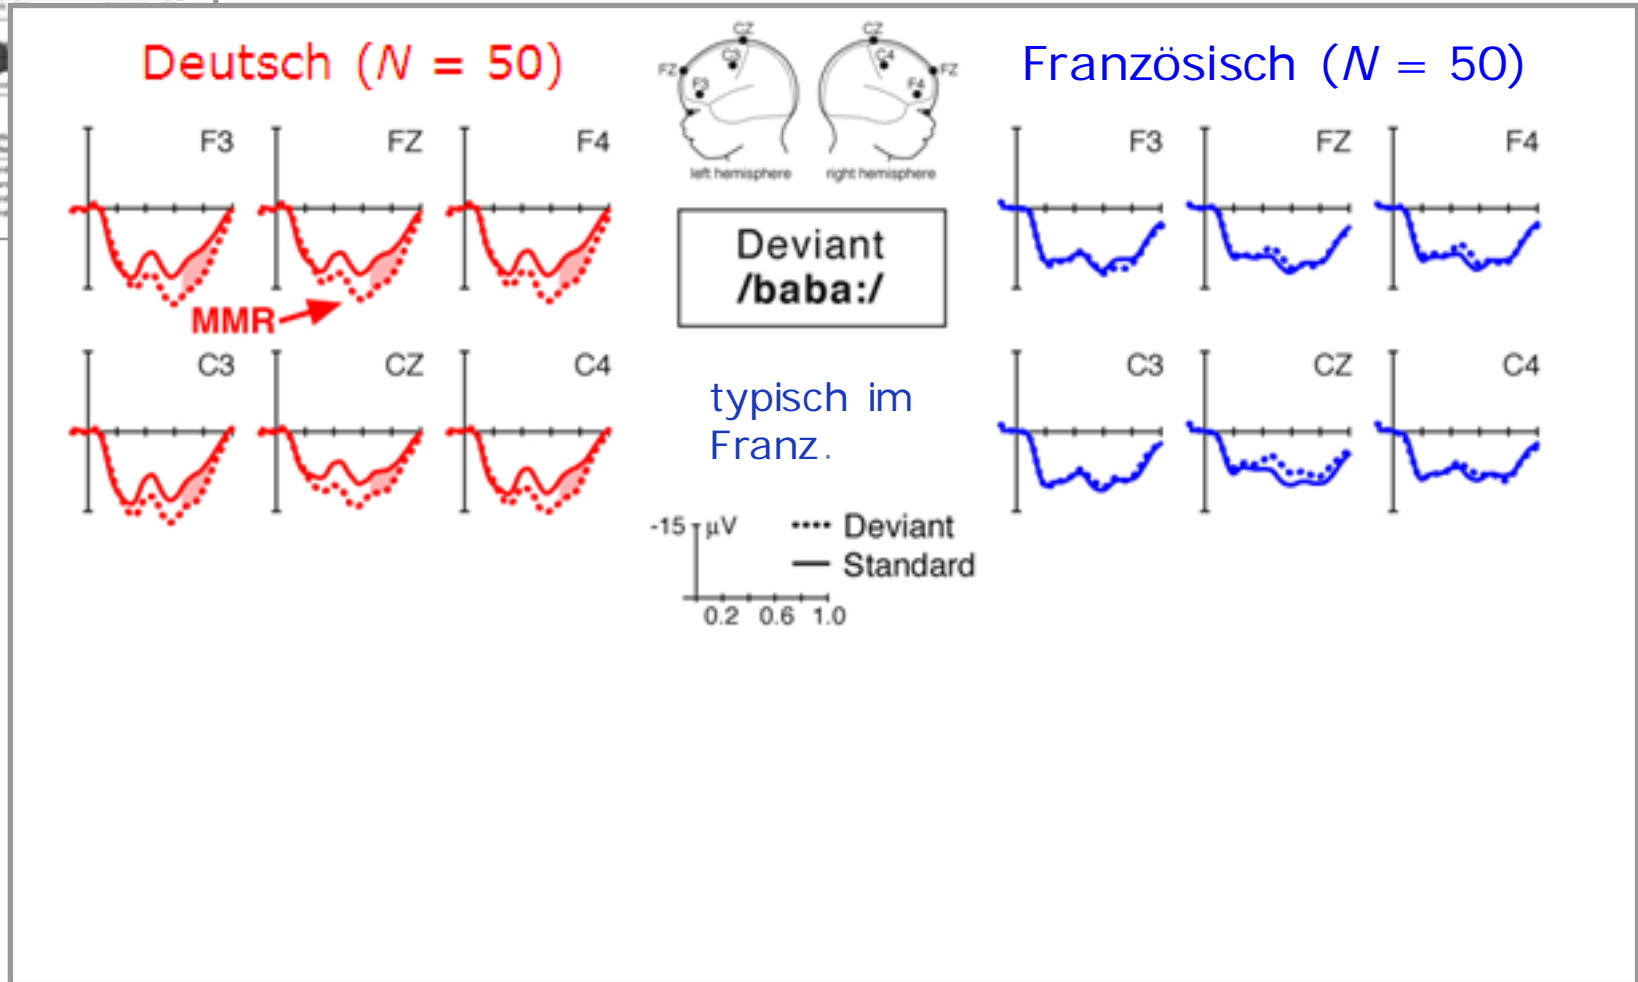 Deutsch (N = 50)
CZ
C3
FZ
F3
left hemisphere
CZ
C4
FZ
F4
right hemisphere
Französisch (N = 50)
F3
FZ
F4
MMR
C3
CZ
C4
Deviant
/baba:/
typisch im
Franz.
-15 µV
0.2 0.6 1.0
Deviant
Standard
F3
FZ
F4
C3
CZ
C4